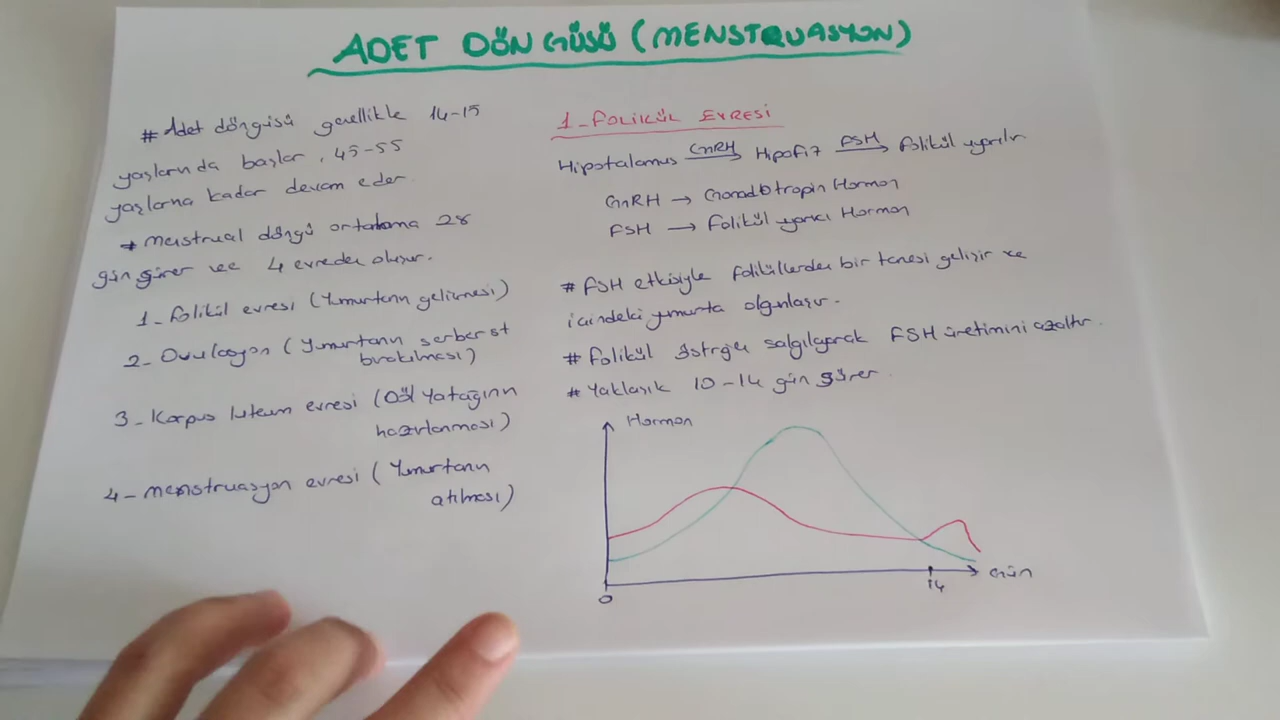 ADET DÖNGÜSÜ (MENSTRUASYON)
# Adet döngüsü genellikle 14-15
yaşlarında başlar, 45-55
yaşlarına kadar devam eder.
* Menstrual döngü ortalama 28
gün sürer ve 4 evreden oluşur.
1- Folikül evresi (Yumurtanın gelişmesi)
2- Ovulasyon (Yumurtanın serbest
bırakılması)
3- Korpus luteum evresi (Döl Yatağının
hazırlanması)
4- Menstruasyon evresi (Yumurtanın
atılması)
1- FOLİKÜL EVRESİ
Hipotalamus GnRH → Hipofiz FSH → Folikül uyarılır
GnRH → Gonadotropin Hormon
FSH → Folikül uyarıcı Hormon
# FSH etkisiyle foliküllerden bir tanesi gelişir ve
içindeki yumurta olgunlaşır.
# Folikül östrojen salgılayarak FSH üretimini azaltır.
# Yaklaşık 10-14 gün sürer
Hormon
Gün
14
0